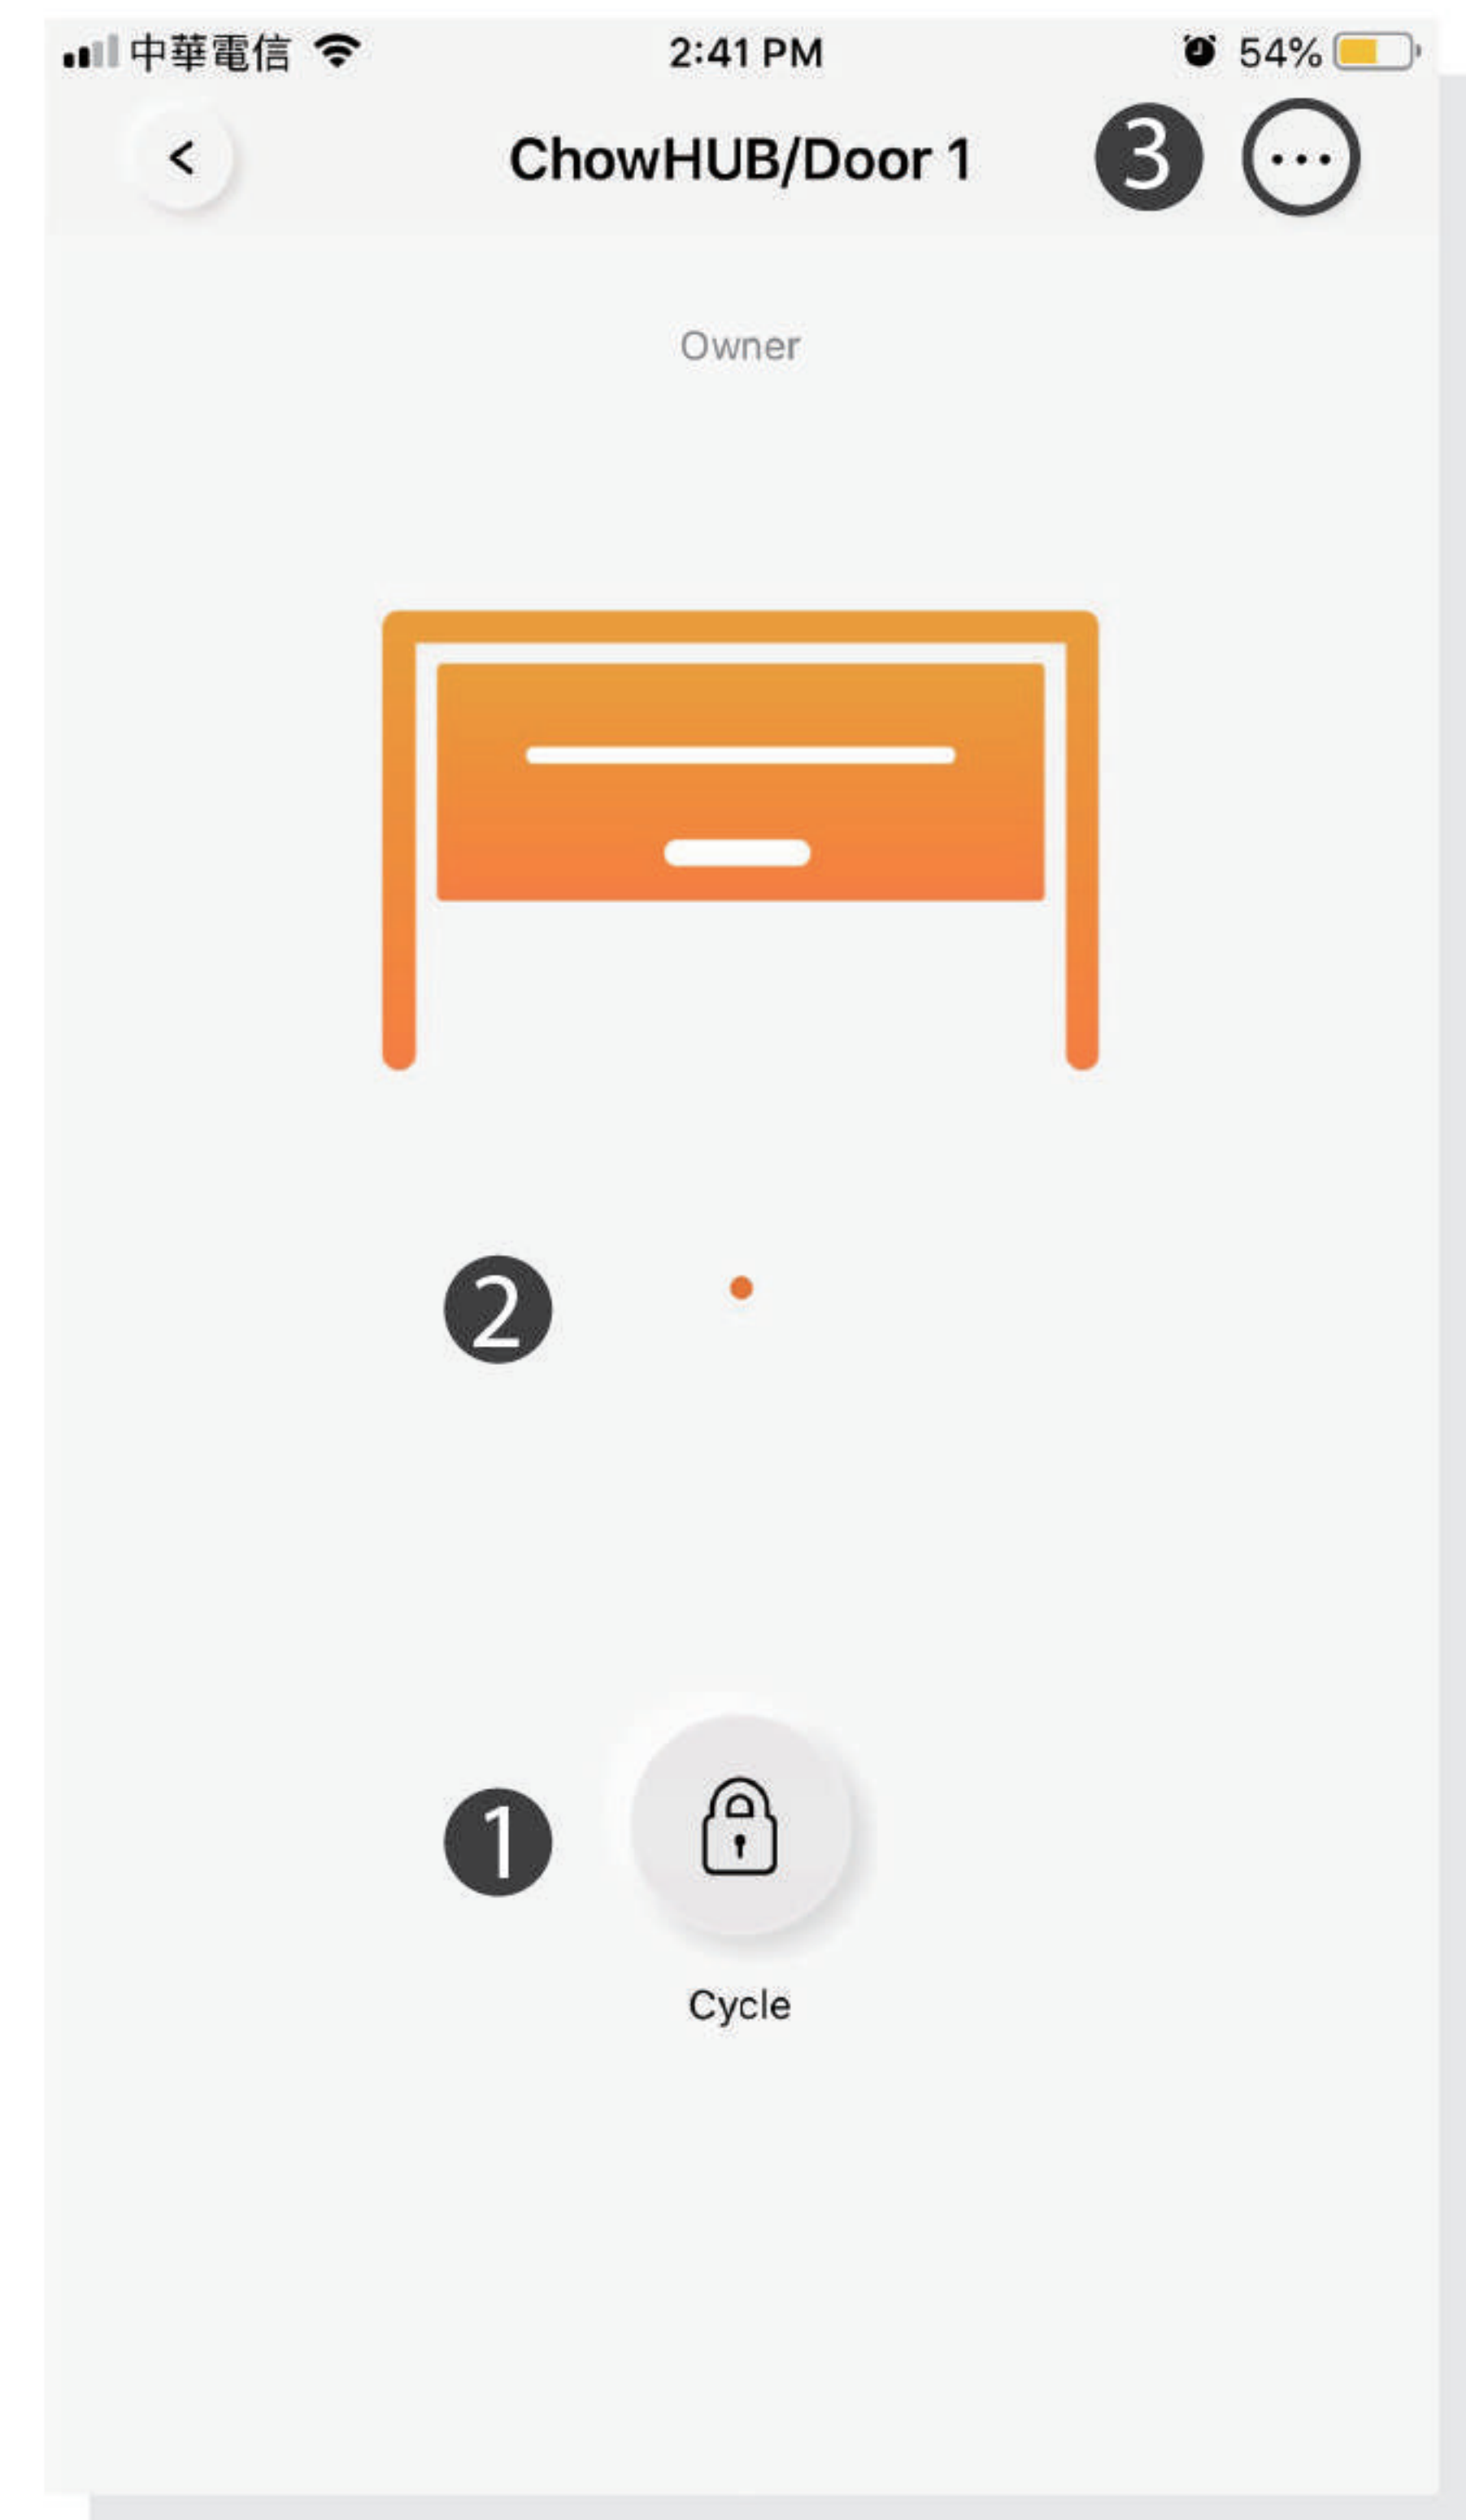 中華電信 2:41 PM 54%
ChowHUB/Door 1 3
Owner
2
1
Cycle